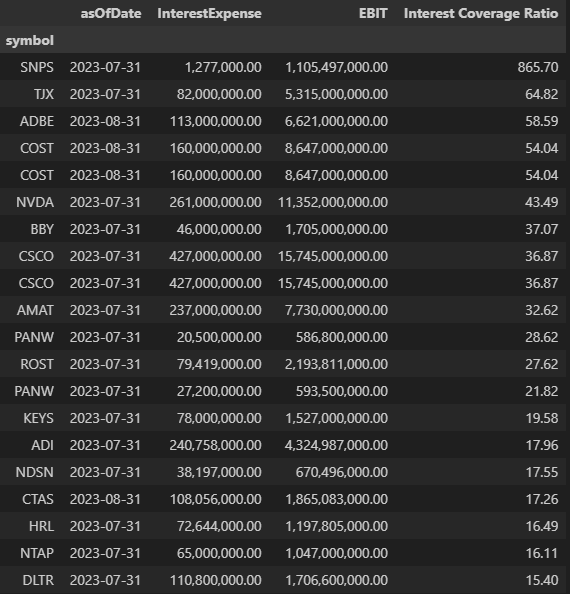 asOfDate InterestExpense EBIT Interest Coverage Ratio
symbol
SNPS 2023-07-31 1,277,000.00 1,105,497,000.00 865.70
TJX 2023-07-31 82,000,000.00 5,315,000,000.00 64.82
ADBE 2023-08-31 113,000,000.00 6,621,000,000.00 58.59
COST 2023-08-31 160,000,000.00 8,647,000,000.00 54.04
COST 2023-08-31 160,000,000.00 8,647,000,000.00 54.04
NVDA 2023-07-31 261,000,000.00 11,352,000,000.00 43.49
BBY 2023-07-31 46,000,000.00 1,705,000,000.00 37.07
CSCO 2023-07-31 427,000,000.00 15,745,000,000.00 36.87
CSCO 2023-07-31 427,000,000.00 15,745,000,000.00 36.87
AMAT 2023-07-31 237,000,000.00 7,730,000,000.00 32.62
PANW 2023-07-31 20,500,000.00 586,800,000.00 28.62
ROST 2023-07-31 79,419,000.00 2,193,811,000.00 27.62
PANW 2023-07-31 27,200,000.00 593,500,000.00 21.82
KEYS 2023-07-31 78,000,000.00 1,527,000,000.00 19.58
ADI 2023-07-31 240,758,000.00 4,324,987,000.00 17.96
NDSN 2023-07-31 38,197,000.00 670,496,000.00 17.55
CTAS 2023-08-31 108,056,000.00 1,865,083,000.00 17.26
HRL 2023-07-31 72,644,000.00 1,197,805,000.00 16.49
NTAP 2023-07-31 65,000,000.00 1,047,000,000.00 16.11
DLTR 2023-07-31 110,800,000.00 1,706,600,000.00 15.40